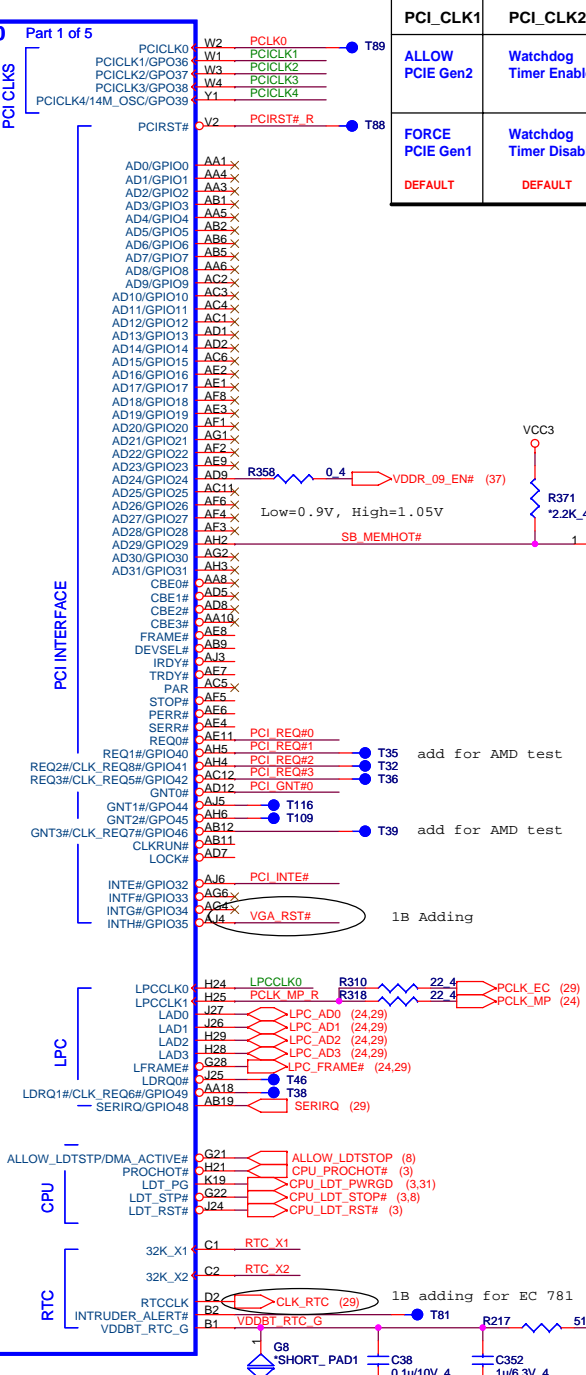 Part 1 of 5
PCI_CLK1 PCI_CLK2
ALLOW PCIE Gen2
Watchdog
FORCE PCIE Gen1
Watchdog
DEFAULT DEFAULT
PCI CLKS
PCICLK0 W2 PCLK0 T89
PCICLK1/GPO36 W1 PCICLK1
PCICLK2/GPO37 W3 PCICLK2
PCICLK3/GPO38 W4 PCICLK3
PCICLK4/14M_OSC/GPO39 Y1 PCICLK4
PCIRST# V2 PCIRST#_R T88
PCI INTERFACE
AD0/GPIO0 AA1
AD1/GPIO1 AA4
AD2/GPIO2 AA3
AD3/GPIO3 AB1
AD4/GPIO4 AA5
AD5/GPIO5 AB2
AD6/GPIO6 AB6
AD7/GPIO7 AB5
AD8/GPIO8 AA6
AD9/GPIO9 AC2
AD10/GPIO10 AC3
AD11/GPIO11 AC4
AD12/GPIO12 AC1
AD13/GPIO13 AD1
AD14/GPIO14 AD2
AD15/GPIO15 AC6
AD16/GPIO16 AE2
AD17/GPIO17 AE1
AD18/GPIO18 AF8
AD19/GPIO19 AE3
AD20/GPIO20 AF1
AD21/GPIO21 AG1
AD22/GPIO22 AF2
AD23/GPIO23 AE9
AD24/GPIO24 AD9 R358 0_4 VDDR_09_EN# (37)
AD25/GPIO25 AC11
AD26/GPIO26 AF6
AD27/GPIO27 AF4
AD28/GPIO28 AF3
AD29/GPIO29 AH2 SB_MEMHOT# 1
AD30/GPIO30 AG2
AD31/GPIO31 AH3
Low=0.9V, High=1.05V
VCC3
R371
*2.2K_4
CBE0# AA8
CBE1# AD5
CBE2# AD8
CBE3# AA10
FRAME# AE8
DEVSEL# AB9
IRDY# AJ3
TRDY# AE7
PAR AC5
STOP# AF5
PERR# AE6
SERR# AE4
REQ0# AE11 PCI_REQ#0
REQ1#/GPIO40 AH5 PCI_REQ#1 T35 add for AMD test
REQ2#/CLK_REQ8#/GPIO41 AH4 PCI_REQ#2 T32
REQ3#/CLK_REQ5#/GPIO42 AC12 PCI_REQ#3 T36
GNT0# AD12 PCI_GNT#0
GNT1#/GPO44 AJ5 T116
GNT2#/GPO45 AH6 T109
GNT3#/CLK_REQ7#/GPIO46 AB12 T39 add for AMD test
CLKRUN# AB11
LOCK# AD7
INTE#/GPIO32 AJ6 PCI_INTE#
INTF#/GPIO33 AG6
INTG#/GPIO34 AG4
INTH#/GPIO35 AJ4 VGA_RST# 1B Adding
LPC
LPCCLK0 H24 LPCCLK0 R310 22_4 PCLK_EC (29)
LPCCLK1 H25 PCLK_MP_R R318 22_4 PCLK_MP (24)
LAD0 J27 LPC_AD0 (24,29)
LAD1 J26 LPC_AD1 (24,29)
LAD2 H29 LPC_AD2 (24,29)
LAD3 H28 LPC_AD3 (24,29)
LFRAME# G28 LPC_FRAME# (24,29)
LDRQ0# J25 T46
LDRQ1#/CLK_REQ6#/GPIO49 AA18 T38
SERIRQ/GPIO48 AB19 SERIRQ (29)
CPU
ALLOW_LDTSTP/DMA_ACTIVE# G21 ALLOW_LDTSTOP (8)
PROCHOT# H21 CPU_PROCHOT# (3)
LDT_PG K19 CPU_LDT_PWRGD (3,31)
LDT_STP# G22 CPU_LDT_STOP# (3,8)
LDT_RST# J24 CPU_LDT_RST# (3)
RTC
32K_X1 C1 RTC_X1
32K_X2 C2 RTC_X2
RTCCLK D2 CLK_RTC (29) 1B adding for EC 781
INTRUDER_ALERT# B2 T81
VDDBT_RTC_G B1 VDDBT_RTC_G R217
1
G8
*SHORT_ PAD1
C38
0.1u/10V_4
C352
1u/6.3V_4